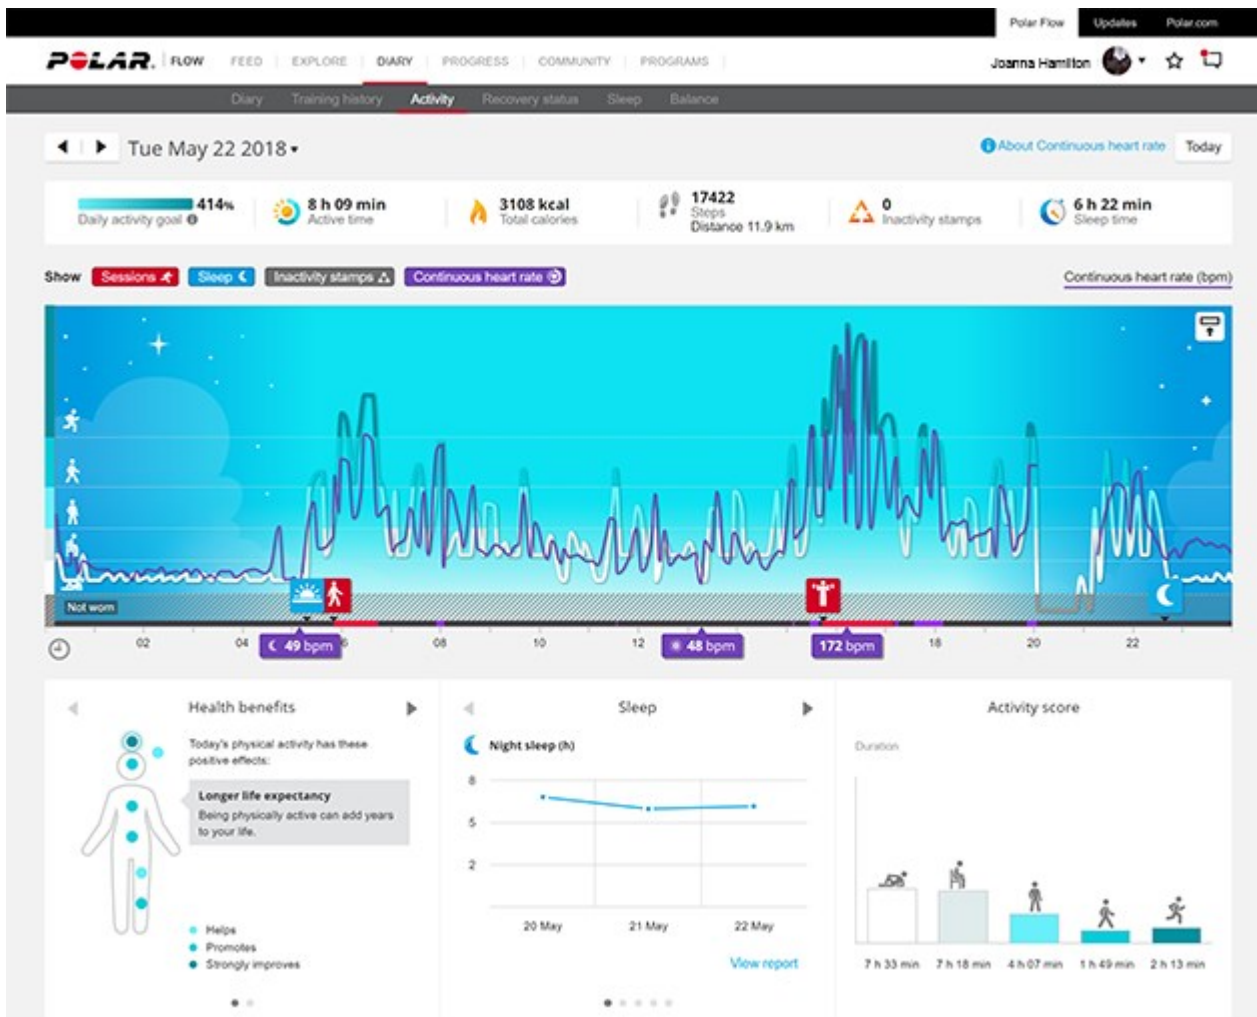 Polar Flow Updates Polar.com
POLAR. FLOW FEED EXPLORE DIARY PROGRESS COMMUNITY PROGRAMS Joanna Hamilton
Diary Training history Activity Recovery status Sleep Balance
Tue May 22 2018 About Continuous heart rate Today
414%
Daily activity goal
8 h 09 min
Active time
3108 kcal
Total calories
17422
Steps
Distance 11.9 km
0
Inactivity stamps
6 h 22 min
Sleep time
Show Sessions Sleep Inactivity stamps Continuous heart rate Continuous heart rate (bpm)
Not worn
02 04 06 08 10 12 18 20 22
49 bpm 48 bpm 172 bpm
Health benefits
Today's physical activity has these
positive effects:
Longer life expectancy
Being physically active can add years
to your life.
Helps
Promotes
Strongly improves
Sleep
Night sleep (h)
8
5
2
20 May 21 May 22 May
View report
Activity score
Duration
7 h 33 min 7 h 18 min 4 h 07 min 1 h 49 min 2 h 13 min